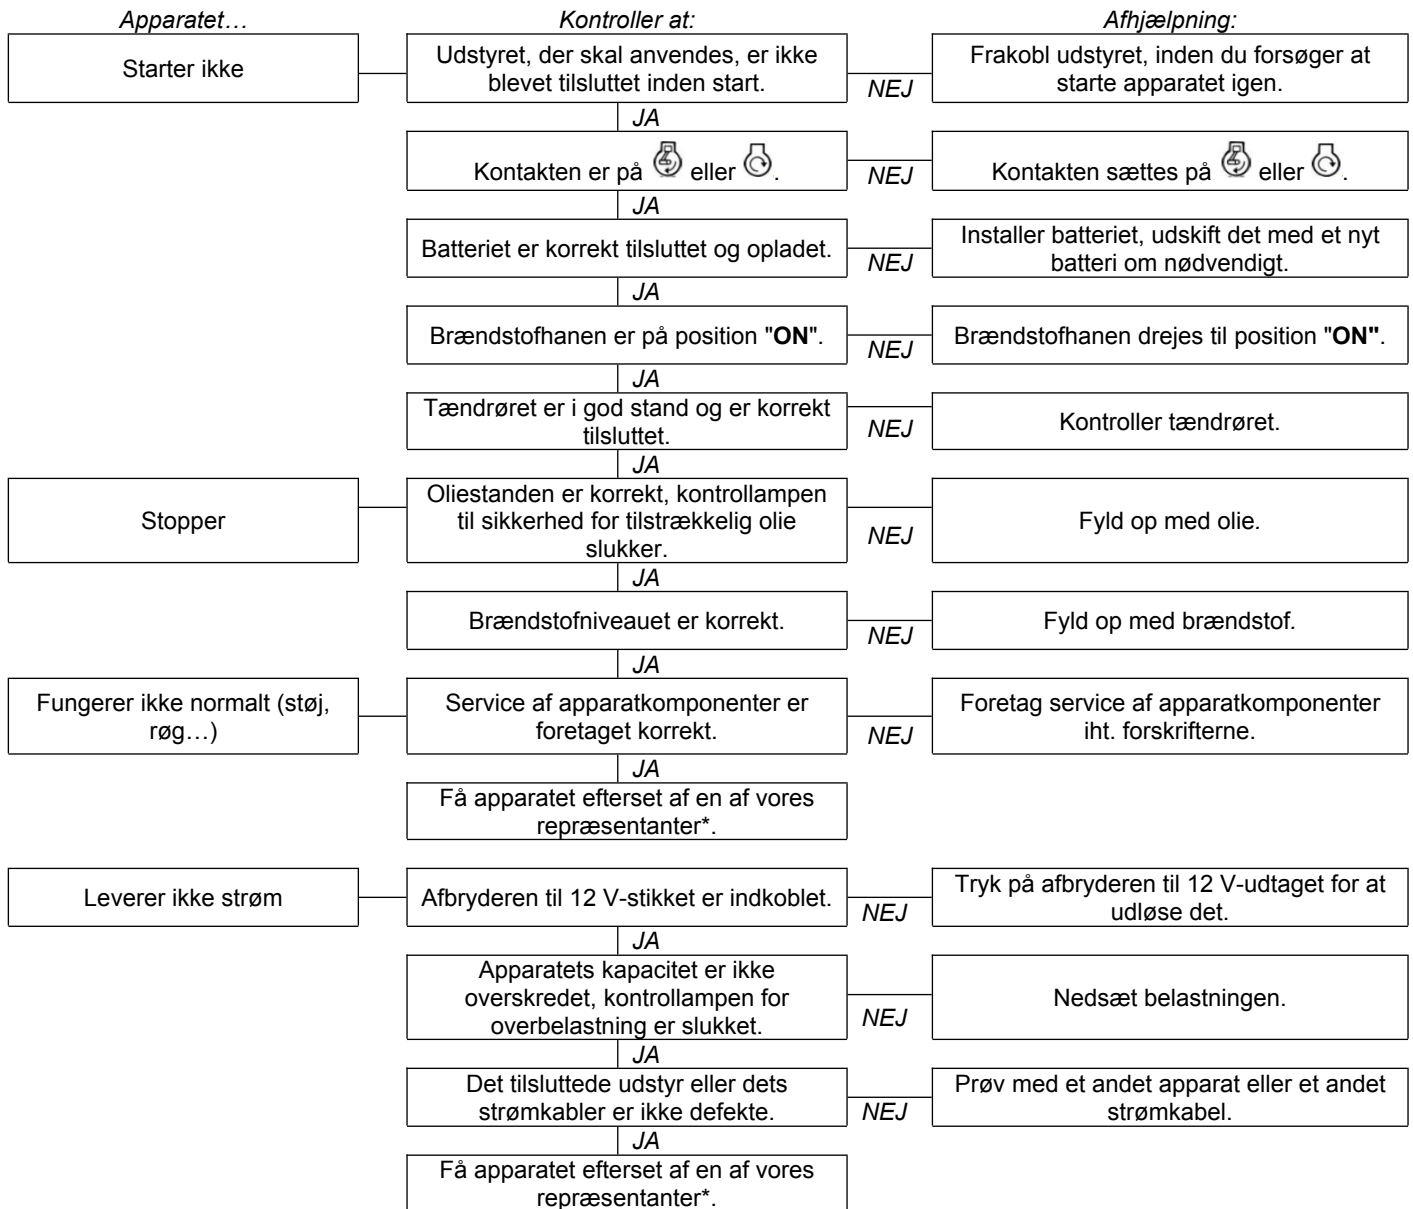 Apparatet…
Kontroller at:
Afhjælpning:
Starter ikke
Udstyret, der skal anvendes, er ikke
blevet tilsluttet inden start.
NEJ
Frakobl udstyret, inden du forsøger at
starte apparatet igen.
JA
Kontakten er på eller .
NEJ
Kontakten sættes på eller .
JA
Batteriet er korrekt tilsluttet og opladet.
NEJ
Installer batteriet, udskift det med et nyt
batteri om nødvendigt.
JA
Brændstofhanen er på position "ON".
NEJ
Brændstofhanen drejes til position "ON".
JA
Tændrøret er i god stand og er korrekt
tilsluttet.
NEJ
Kontroller tændrøret.
JA
Stopper
Oliestanden er korrekt, kontrollampen
til sikkerhed for tilstrækkelig olie
slukker.
NEJ
Fyld op med olie.
JA
Brændstofniveauet er korrekt.
NEJ
Fyld op med brændstof.
JA
Fungerer ikke normalt (støj,
røg…)
Service af apparatkomponenter er
foretaget korrekt.
NEJ
Foretag service af apparatkomponenter
iht. forskrifterne.
JA
Få apparatet efterset af en af vores
repræsentanter*.
Leverer ikke strøm
Afbryderen til 12 V-stikket er indkoblet.
NEJ
Tryk på afbryderen til 12 V-udtaget for at
udløse det.
JA
Apparatets kapacitet er ikke
overskredet, kontrollampen for
overbelastning er slukket.
NEJ
Nedsæt belastningen.
JA
Det tilsluttede udstyr eller dets
strømkabler er ikke defekte.
NEJ
Prøv med et andet apparat eller et andet
strømkabel.
JA
Få apparatet efterset af en af vores
repræsentanter*.